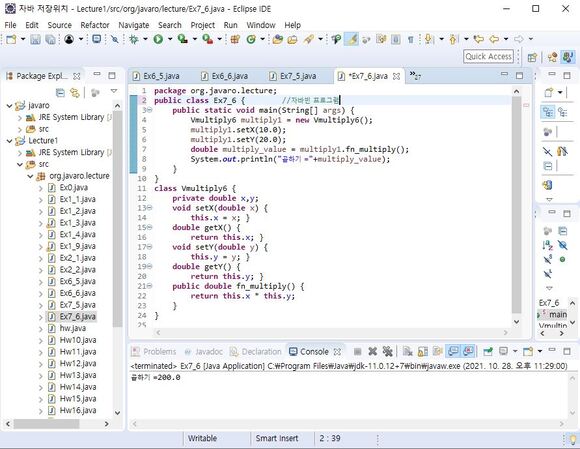 자바 저장위치 - Lecture1/src/org/javaro/lecture/Ex7_6.java - Eclipse IDE
File Edit Source Refactor Navigate Search Project Run Window Help
Quick Access
Package Expl...
javaro
JRE System Library [
src
Lecture1
JRE System Library [
src
org.javaro.lecture
Ex0.java
Ex1_1.java
Ex1_2.java
Ex1_3.java
Ex1_4.java
Ex1_9.java
Ex2_1.java
Ex2_2.java
Ex6_5.java
Ex6_6.java
Ex7_5.java
Ex7_6.java
hw.java
Hw10.java
Hw11.java
Hw12.java
Hw13.java
Hw14.java
Hw15.java
Hw16.java
Ex6_5.java Ex6_6.java Ex7_5.java *Ex7_6.java »27
1 package org.javaro.lecture;
2 public class Ex7_6 { //자바빈 프로그램
3 public static void main(String[] args) {
4 Vmultiply6 multiply1 = new Vmultiply6();
5 multiply1.setX(10.0);
6 multiply1.setY(20.0);
7 double multiply_value = multiply1.fn_multiply();
8 System.out.println("곱하기 ="+multiply_value);
9 }
10 }
11 class Vmultiply6 {
12 private double x,y;
13 void setX(double x) {
14 this.x = x; }
15 double getX() {
16 return this.x; }
17 void setY(double y) {
18 this.y = y; }
19 double getY() {
20 return this.y; }
21 public double fn_multiply() {
22 return this.x * this.y;
23 }
24 }
25
Ex7_6
main
Vmultip
Problems Javadoc Declaration Console
<terminated> Ex7_6 [Java Application] C:₩Program Files₩Java₩jdk-11.0.12+7₩bin₩javaw.exe (2021. 10. 28. 오후 11:29:00)
곱하기 =200.0
Writable Smart Insert 2 : 39